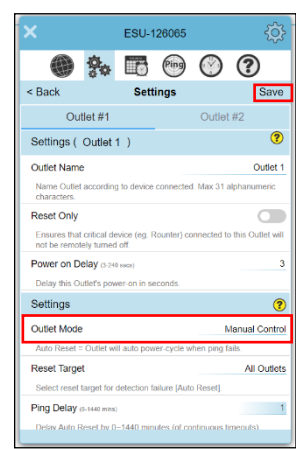 ESU-126065
Ping
< Back Settings Save
Outlet #1 Outlet #2
Settings ( Outlet 1 ) ?
Outlet Name Outlet 1
Name Outlet according to device connected. Max 31 alphanumeric
characters.
Reset Only
Ensures that critical device (eg. Rounter) connected to this Outlet will
not be remotely turned off.
Power on Delay (3-240 secs) 3
Delay this Outlet's power-on in seconds.
Settings ?
Outlet Mode Manual Control
Auto Reset = Outlet will auto power-cycle when ping fails.
Reset Target All Outlets
Select reset target for detection failure [Auto Reset]
Ping Delay (0-1440 mins) 1
Delay Auto Reset by 0~1440 minutes (of continuous timeouts)